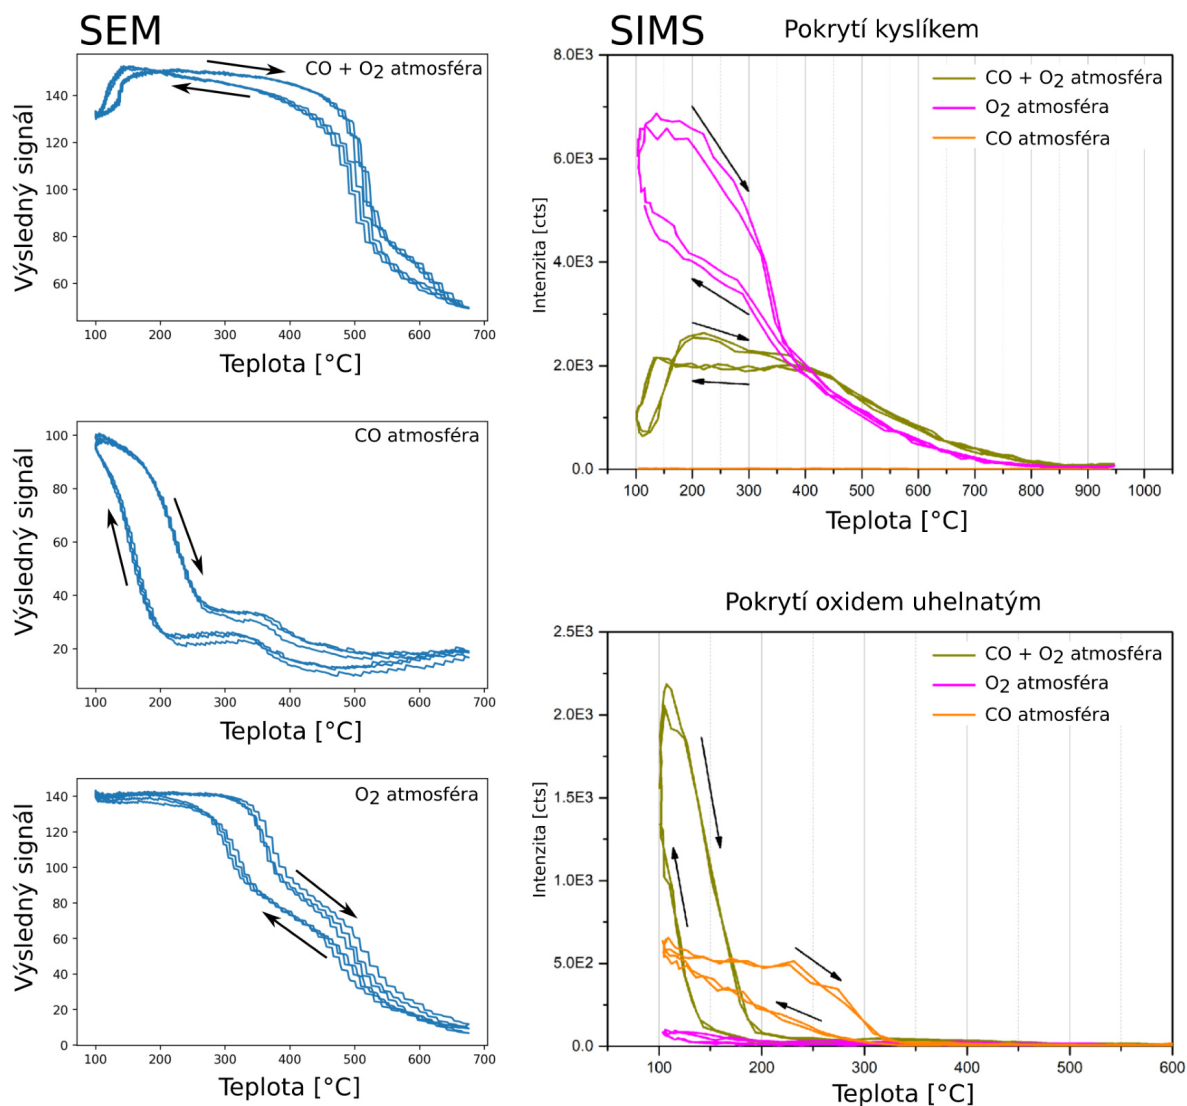 SEM
CO + O2 atmosféra
Výsledný signál
140
120
100
80
60
100 200 300 400 500 600 700
Teplota [°C]
CO atmosféra
Výsledný signál
100
80
60
40
20
100 200 300 400 500 600 700
Teplota [°C]
O2 atmosféra
Výsledný signál
140
120
100
80
60
40
20
0
100 200 300 400 500 600 700
Teplota [°C]
SIMS
Pokrytí kyslíkem
CO + O2 atmosféra
O2 atmosféra
CO atmosféra
Intenzita [cts]
8.0E3
6.0E3
4.0E3
2.0E3
0.0
100 200 300 400 500 600 700 800 900 1000
Teplota [°C]
Pokrytí oxidem uhelnatým
CO + O2 atmosféra
O2 atmosféra
CO atmosféra
Intenzita [cts]
2.5E3
2.0E3
1.5E3
1.0E3
5.0E2
0.0
100 200 300 400 500 600
Teplota [°C]